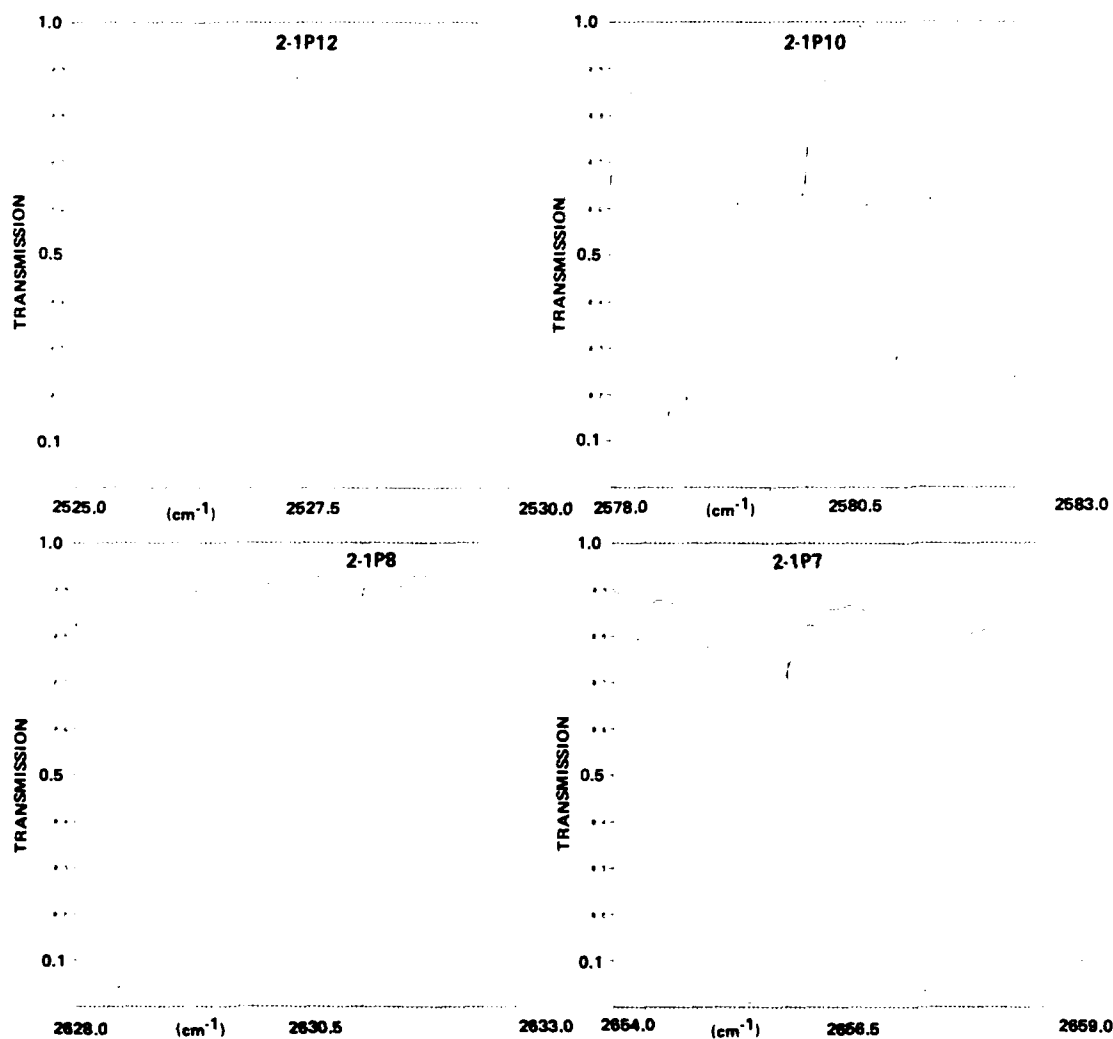 1.0
2-1P12
TRANSMISSION
0.5
0.1
2525.0 (cm-1) 2527.5 2530.0
1.0
2-1P10
TRANSMISSION
0.5
0.1
2578.0 (cm-1) 2580.5 2583.0
1.0
2-1P8
TRANSMISSION
0.5
0.1
2628.0 (cm-1) 2630.5 2633.0
1.0
2-1P7
TRANSMISSION
0.5
0.1
2654.0 (cm-1) 2656.5 2659.0